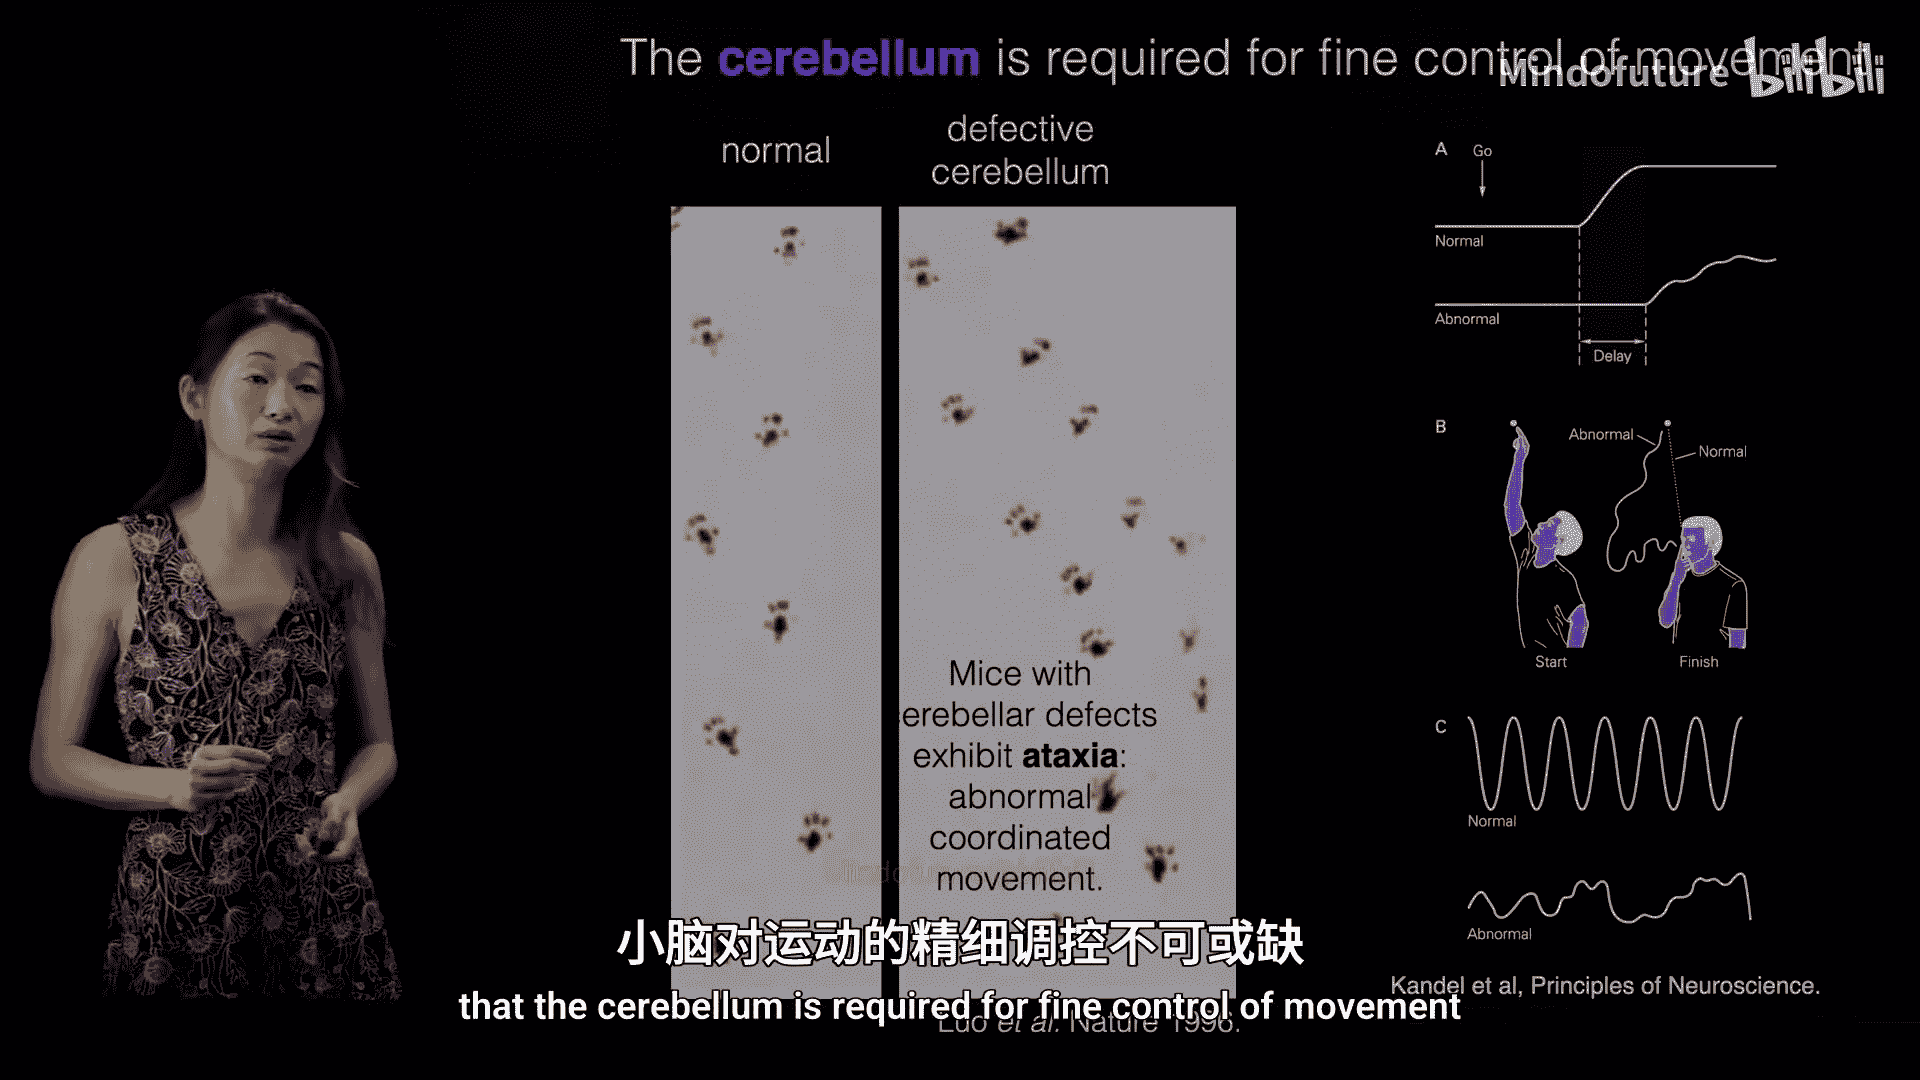 The cerebellum is required for fine control of movement
Mindofuture bilibili
normal
defective
cerebellum
Mice with
cerebellar defects
exhibit ataxia:
abnormal
coordinated
movement.
A
Go
Normal
Abnormal
Delay
B
Abnormal
Normal
Start
Finish
C
Normal
Abnormal
Kandel et al, Principles of Neuroscience.
小脑对运动的精细调控不可或缺
that the cerebellum is required for fine control of movement
Luo et al. Nature 1996.